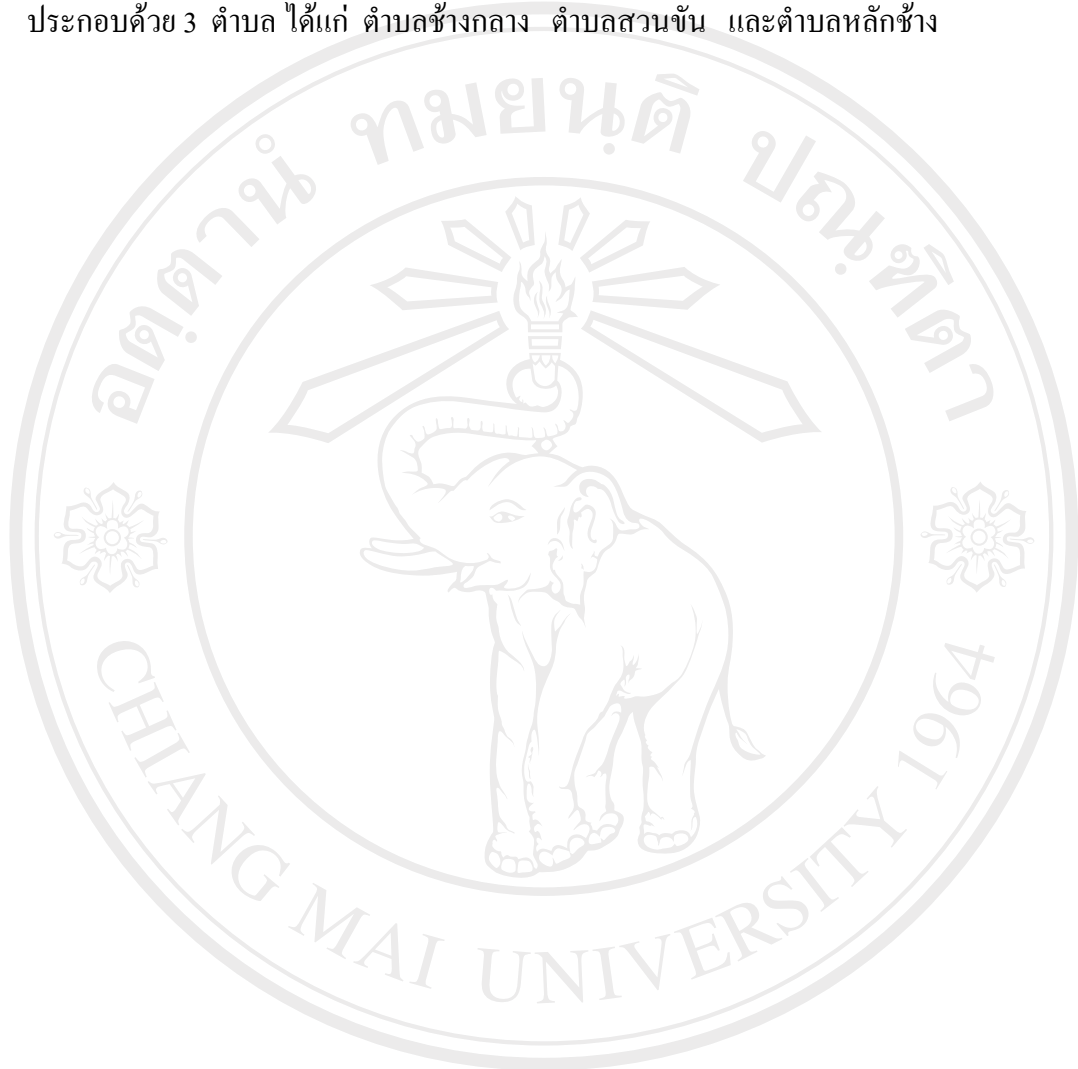 ประกอบด้วย 3 ตำบล ได้แก่ ตำบลช้างกลาง ตำบลสวนขัน และตำบลหลักช้าง
อตฺตานํ ทมยนฺติ ปณฺฑิตา
CHIANG MAI UNIVERSITY 1964